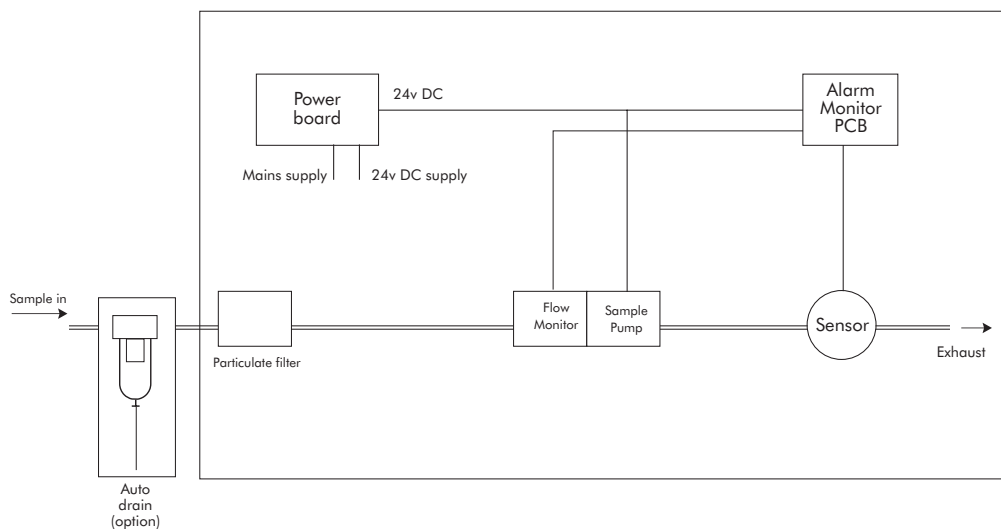 24v DC
Power
board
Alarm
Monitor
PCB
Mains supply
24v DC supply
Sample in
Flow
Monitor
Sample
Pump
Sensor
Particulate filter
Exhaust
Auto
drain
(option)